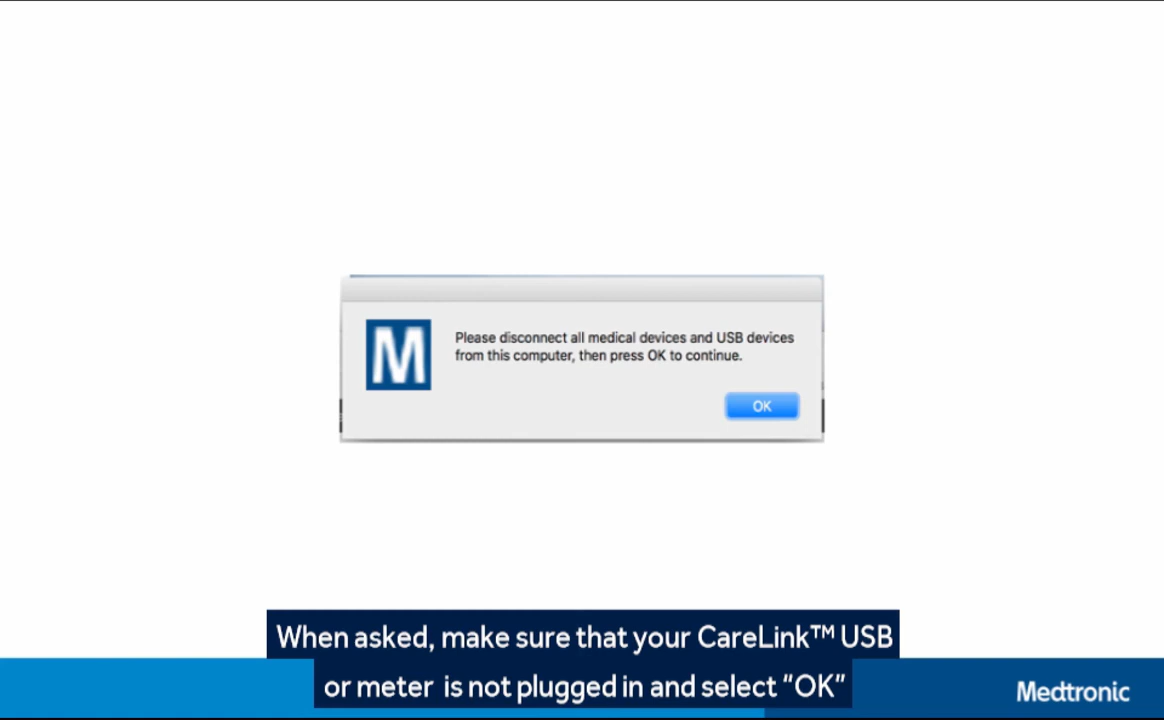 M
Please disconnect all medical devices and USB devices
from this computer, then press OK to continue.
OK
When asked, make sure that your CareLink™ USB
or meter is not plugged in and select “OK”
Medtronic